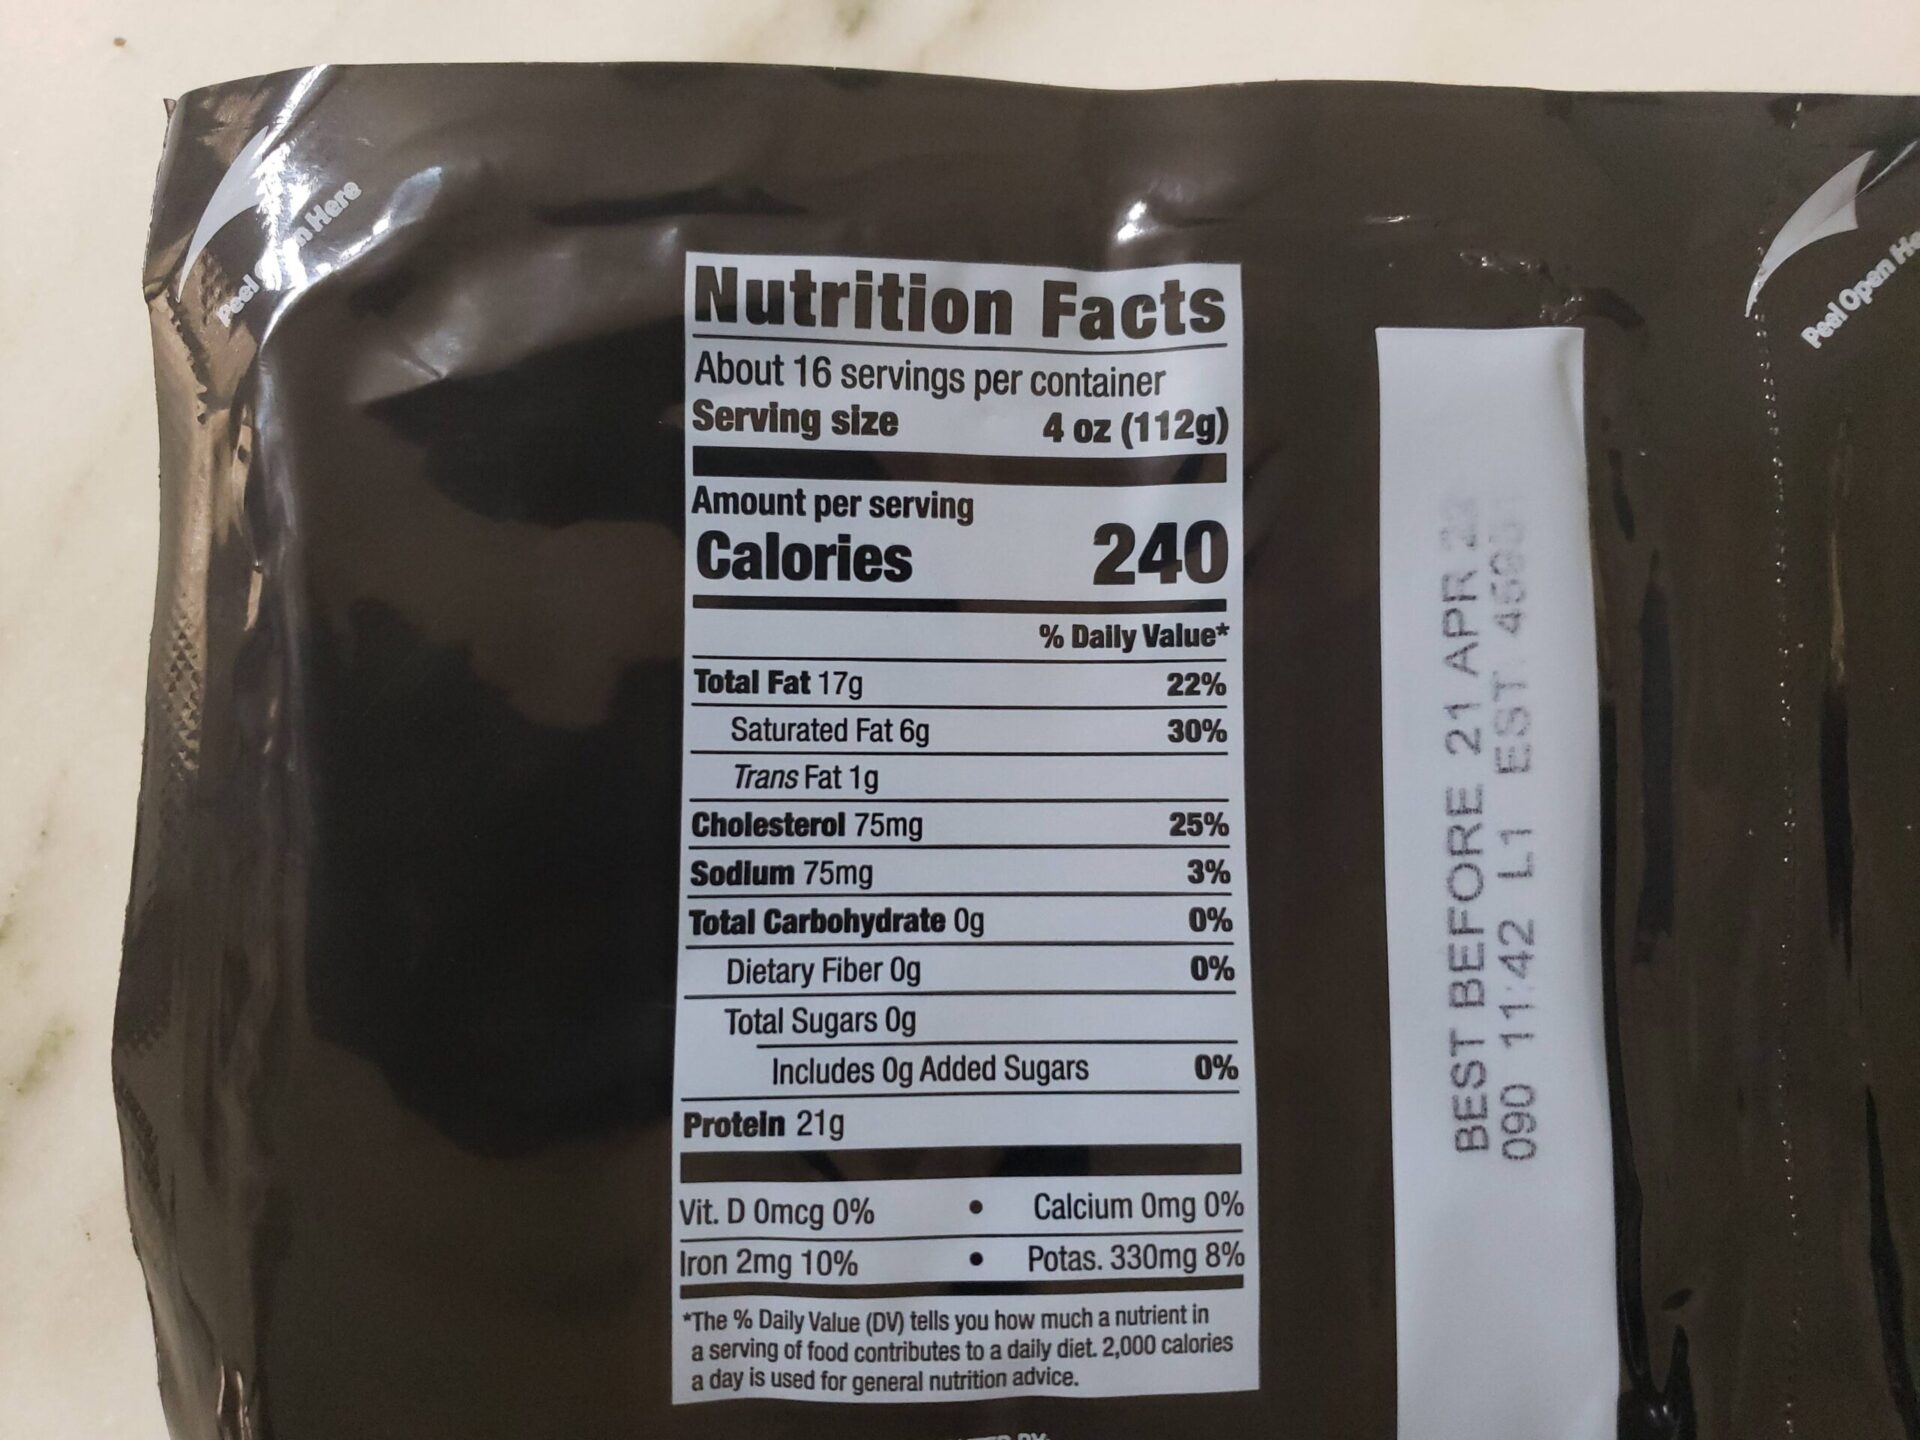 Peel Open Here
Nutrition Facts
About 16 servings per container
Serving size 4 oz (112g)
Amount per serving
Calories 240
% Daily Value*
Total Fat 17g 22%
Saturated Fat 6g 30%
Trans Fat 1g
Cholesterol 75mg 25%
Sodium 75mg 3%
Total Carbohydrate 0g 0%
Dietary Fiber 0g 0%
Total Sugars 0g
Includes 0g Added Sugars 0%
Protein 21g
Vit. D 0mcg 0% • Calcium 0mg 0%
Iron 2mg 10% • Potas. 330mg 8%
*The % Daily Value (DV) tells you how much a nutrient in
a serving of food contributes to a daily diet. 2,000 calories
a day is used for general nutrition advice.
BEST BEFORE 21 APR
090 11:42 L1 EST
Peel Open